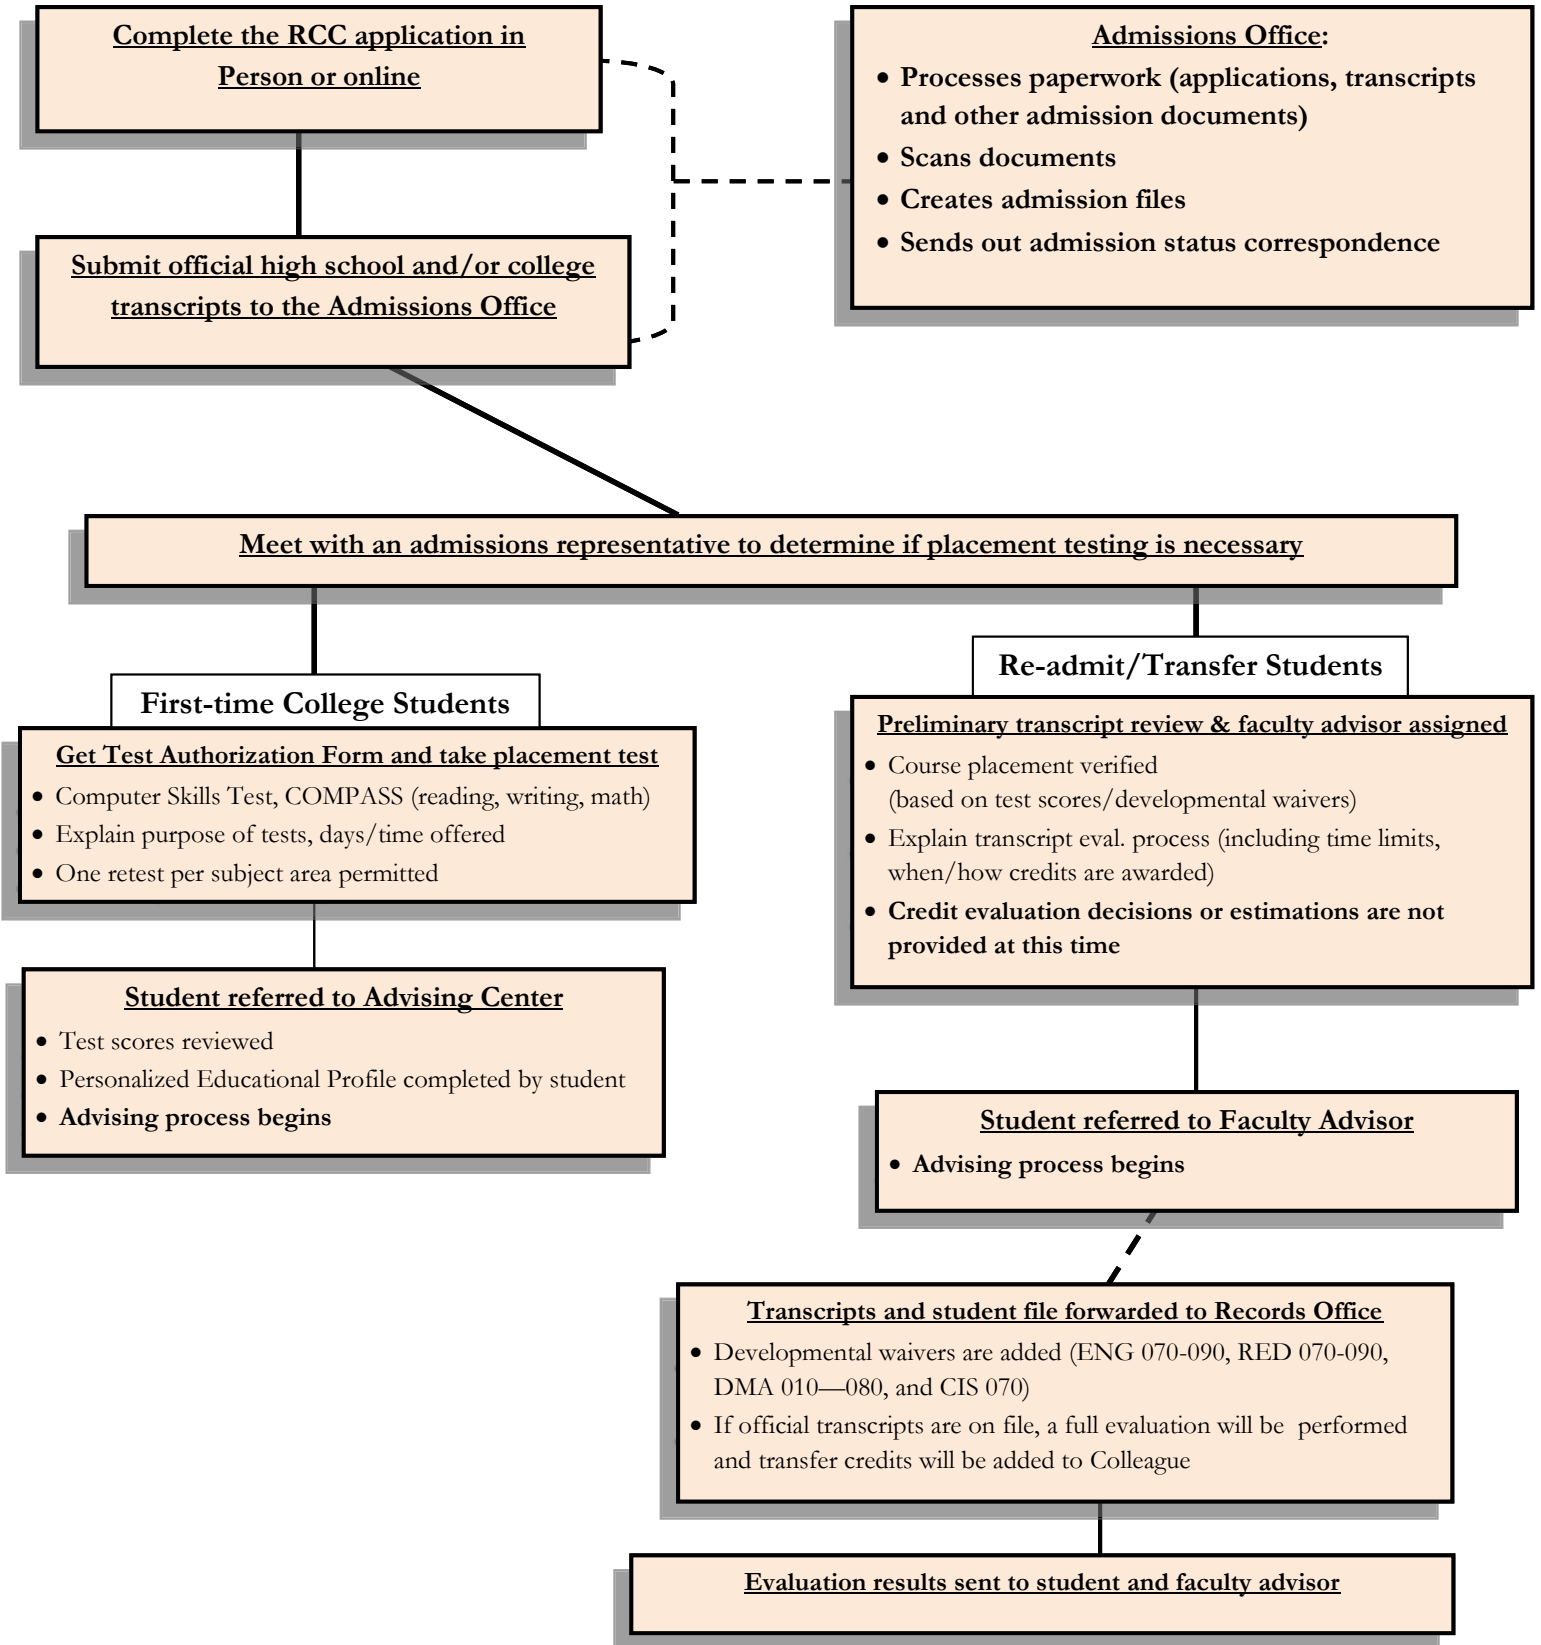 Complete the RCC application in
Person or online
Admissions Office:
• Processes paperwork (applications, transcripts
and other admission documents)
• Scans documents
• Creates admission files
• Sends out admission status correspondence
Submit official high school and/or college
transcripts to the Admissions Office
Meet with an admissions representative to determine if placement testing is necessary
First-time College Students
Get Test Authorization Form and take placement test
• Computer Skills Test, COMPASS (reading, writing, math)
• Explain purpose of tests, days/time offered
• One retest per subject area permitted
Student referred to Advising Center
• Test scores reviewed
• Personalized Educational Profile completed by student
• Advising process begins
Re-admit/Transfer Students
Preliminary transcript review & faculty advisor assigned
• Course placement verified
(based on test scores/developmental waivers)
• Explain transcript eval. process (including time limits,
when/how credits are awarded)
• Credit evaluation decisions or estimations are not
provided at this time
Student referred to Faculty Advisor
• Advising process begins
Transcripts and student file forwarded to Records Office
• Developmental waivers are added (ENG 070-090, RED 070-090,
DMA 010—080, and CIS 070)
• If official transcripts are on file, a full evaluation will be  performed
and transfer credits will be added to Colleague
Evaluation results sent to student and faculty advisor